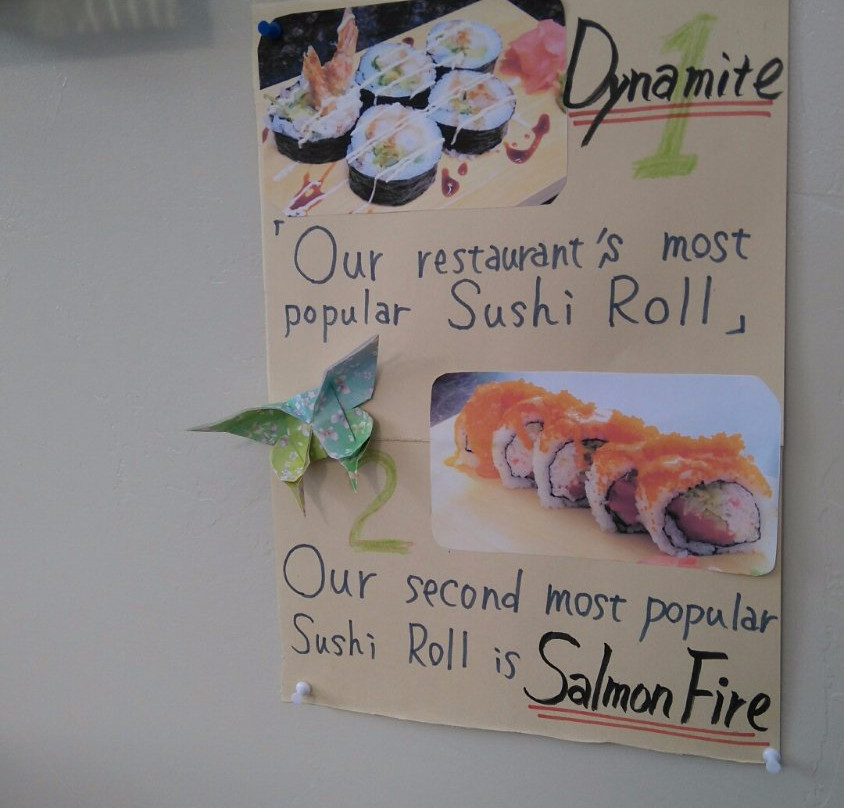 Dynamite
1
「Our restaurant's most
popular Sushi Roll」
2
Our second most popular
Sushi Roll is Salmon Fire